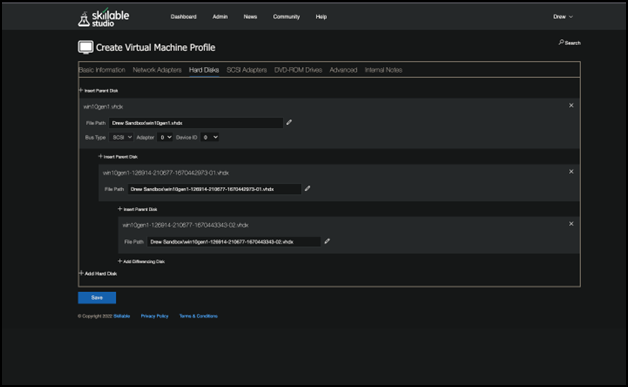 skillable
studio
Dashboard Admin News Community Help Drew
Create Virtual Machine Profile
Search
Basic Information Network Adapters Hard Disks SCSI Adapters DVD-ROM Drives Advanced Internal Notes
+ Insert Parent Disk
win10gen1.vhdx
File Path Drew Sandbox\win10gen1.vhdx
Bus Type SCSI Adapter 0 Device ID 0
+ Insert Parent Disk
win10gen1-126914-210677-1670442973-01.vhdx
File Path Drew Sandbox\win10gen1-126914-210677-1670442973-01.vhdx
+ Insert Parent Disk
win10gen1-126914-210677-1670443343-02.vhdx
File Path Drew Sandbox\win10gen1-126914-210677-1670443343-02.vhdx
+ Add Differencing Disk
+ Add Hard Disk
Save
© Copyright 2022 Skillable Privacy Policy Terms & Conditions